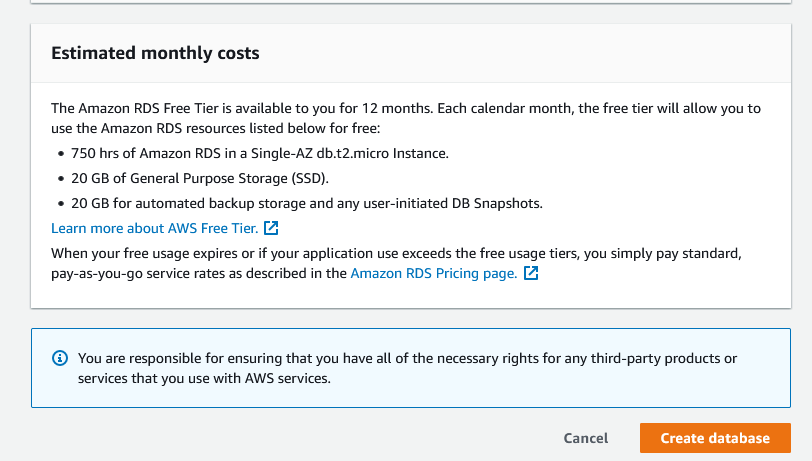 Estimated monthly costs
The Amazon RDS Free Tier is available to you for 12 months. Each calendar month, the free tier will allow you to
use the Amazon RDS resources listed below for free:
• 750 hrs of Amazon RDS in a Single-AZ db.t2.micro Instance.
• 20 GB of General Purpose Storage (SSD).
• 20 GB for automated backup storage and any user-initiated DB Snapshots.
Learn more about AWS Free Tier.
When your free usage expires or if your application use exceeds the free usage tiers, you simply pay standard,
pay-as-you-go service rates as described in the Amazon RDS Pricing page.
You are responsible for ensuring that you have all of the necessary rights for any third-party products or
services that you use with AWS services.
Cancel
Create database